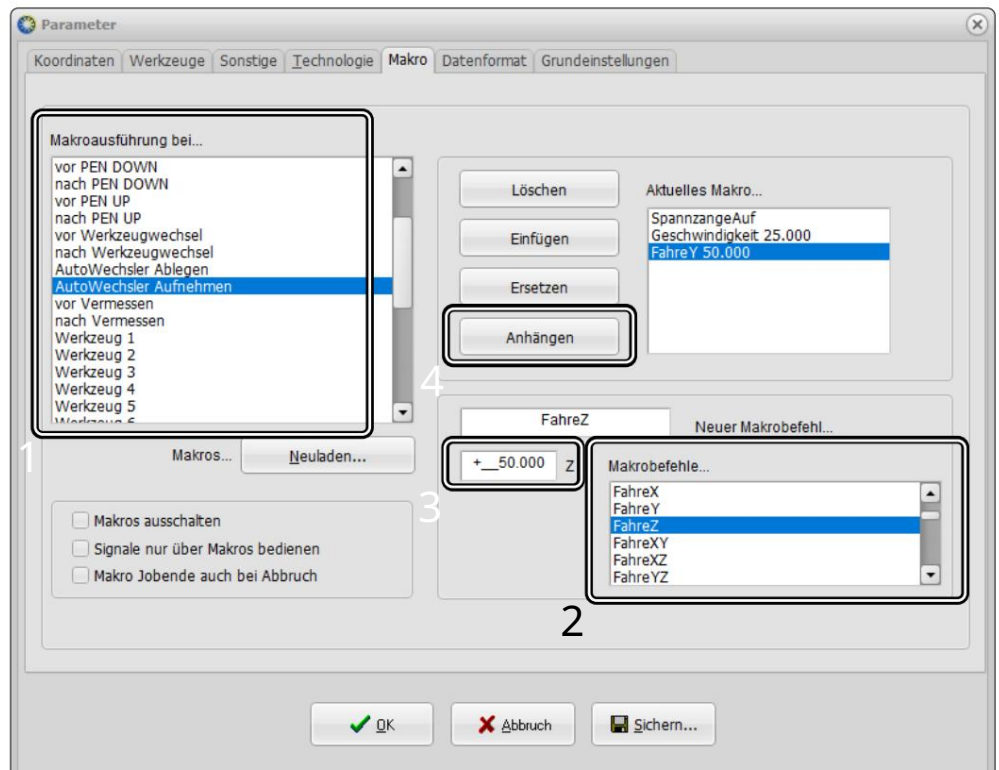 Parameter
Koordinaten Werkzeuge Sonstige Technologie Makro Datenformat Grundeinstellungen
Makroausführung bei...
vor PEN DOWN
nach PEN DOWN
vor PEN UP
nach PEN UP
vor Werkzeugwechsel
nach Werkzeugwechsel
AutoWechsler Ablegen
AutoWechsler Aufnehmen
vor Vermessen
nach Vermessen
Werkzeug 1
Werkzeug 2
Werkzeug 3
Werkzeug 4
Werkzeug 5
Werkzeug 6
1
Makros... Neuladen...
Makros ausschalten
Signale nur über Makros bedienen
Makro Jobende auch bei Abbruch
Löschen
Einfügen
Ersetzen
Anhängen
4
Aktuelles Makro...
SpannzangeAuf
Geschwindigkeit 25.000
FahreY 50.000
FahreZ
Neuer Makrobefehl...
+__50.000 Z
3
Makrobefehle...
FahreX
FahreY
FahreZ
FahreXY
FahreXZ
FahreYZ
2
OK Abbruch Sichern...